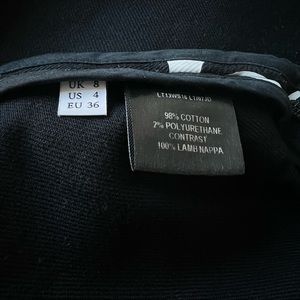 UK 8
US 4
EU 36
98% COTTON
2% POLYURETHANE
CONTRAST
100% LAMB NAPPA